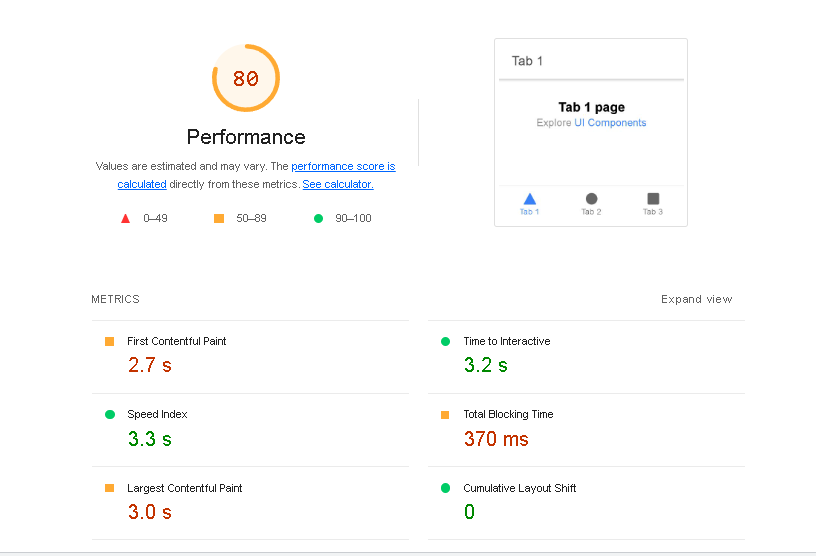 80
Performance
Values are estimated and may vary. The performance score is
calculated directly from these metrics. See calculator.
0–49
50–89
90–100
Tab 1
Tab 1 page
Explore UI Components
Tab 1
Tab 2
Tab 3
METRICS
Expand view
First Contentful Paint
2.7 s
Time to Interactive
3.2 s
Speed Index
3.3 s
Total Blocking Time
370 ms
Largest Contentful Paint
3.0 s
Cumulative Layout Shift
0